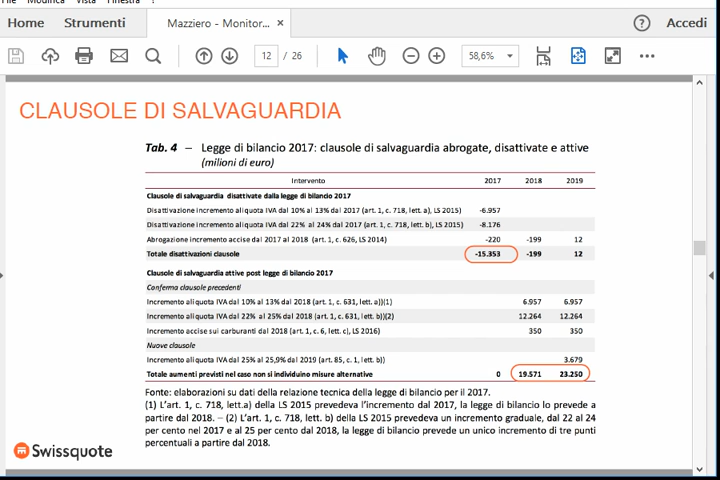 File Modifica Vista Finestra ?
Home Strumenti Mazziero - Monitor... × ? Accedi
12 / 26 58,6%
CLAUSOLE DI SALVAGUARDIA
Tab. 4 – Legge di bilancio 2017: clausole di salvaguardia abrogate, disattivate e attive
(milioni di euro)
Intervento 2017 2018 2019
Clausole di salvaguardia disattivate dalla legge di bilancio 2017
Disattivazione incremento aliquota IVA dal 10% al 13% dal 2017 (art. 1, c. 718, lett. a), LS 2015) -6.957
Disattivazione incremento aliquota IVA dal 22% al 24% dal 2017 (art. 1, c. 718, lett. b), LS 2015) -8.176
Abrogazione incremento accise dal 2017 al 2018 (art. 1, c. 626, LS 2014) -220 -199 12
Totale disattivazioni clausole -15.353 -199 12
Clausole di salvaguardia attive post legge di bilancio 2017
Conferma clausole precedenti
Incremento aliquota IVA dal 10% al 13% dal 2018 (art. 1, c. 631, lett. a))(1) 6.957 6.957
Incremento aliquota IVA dal 22% al 25% dal 2018 (art. 1, c. 631, lett. b)(2) 12.264 12.264
Incremento accise sui carburanti dal 2018 (art. 1, c. 6, lett. c), LS 2016) 350 350
Nuove clausole
Incremento aliquota IVA dal 25% al 25,9% dal 2019 (art. 85, c. 1, lett. b)) 3.679
Totale aumenti previsti nel caso non si individuino misure alternative 0 19.571 23.250
Fonte: elaborazioni su dati della relazione tecnica della legge di bilancio per il 2017.
(1) L'art. 1, c. 718, lett.a) della LS 2015 prevedeva l'incremento dal 2017, la legge di bilancio lo prevede a
partire dal 2018. – (2) L'art. 1, c. 718, lett. b) della LS 2015 prevedeva un incremento graduale, dal 22 al 24
per cento nel 2017 e al 25 per cento dal 2018, la legge di bilancio prevede un unico incremento di tre punti
percentuali a partire dal 2018.
Swissquote